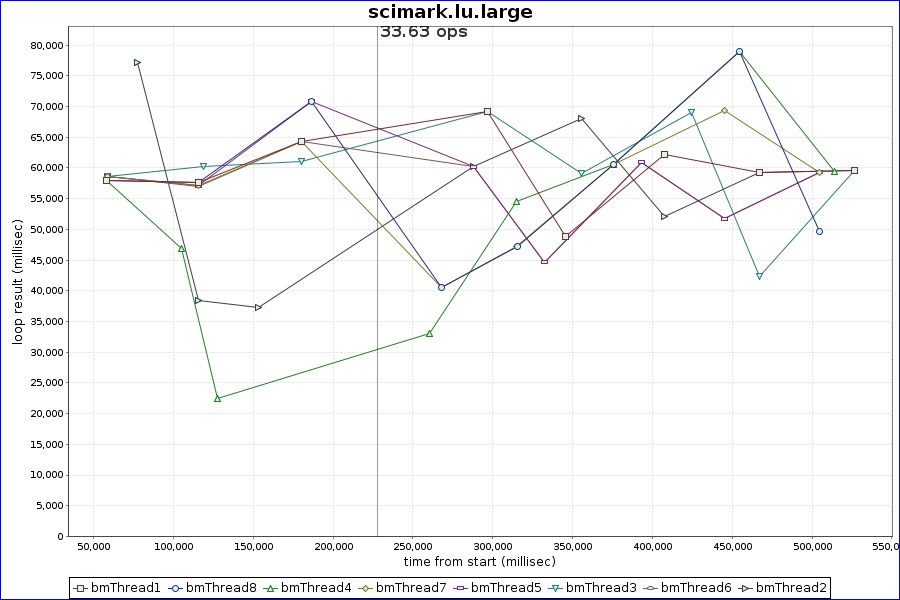 scimark.lu.large
33.63 ops
80,000
75,000
70,000
65,000
60,000
55,000
50,000
45,000
40,000
35,000
30,000
25,000
20,000
15,000
10,000
5,000
0
loop result (millisec)
50,000 100,000 150,000 200,000 250,000 300,000 350,000 400,000 450,000 500,000 550,0
time from start (millisec)
bmThread1 bmThread8 bmThread4 bmThread7 bmThread5 bmThread3 bmThread6 bmThread2